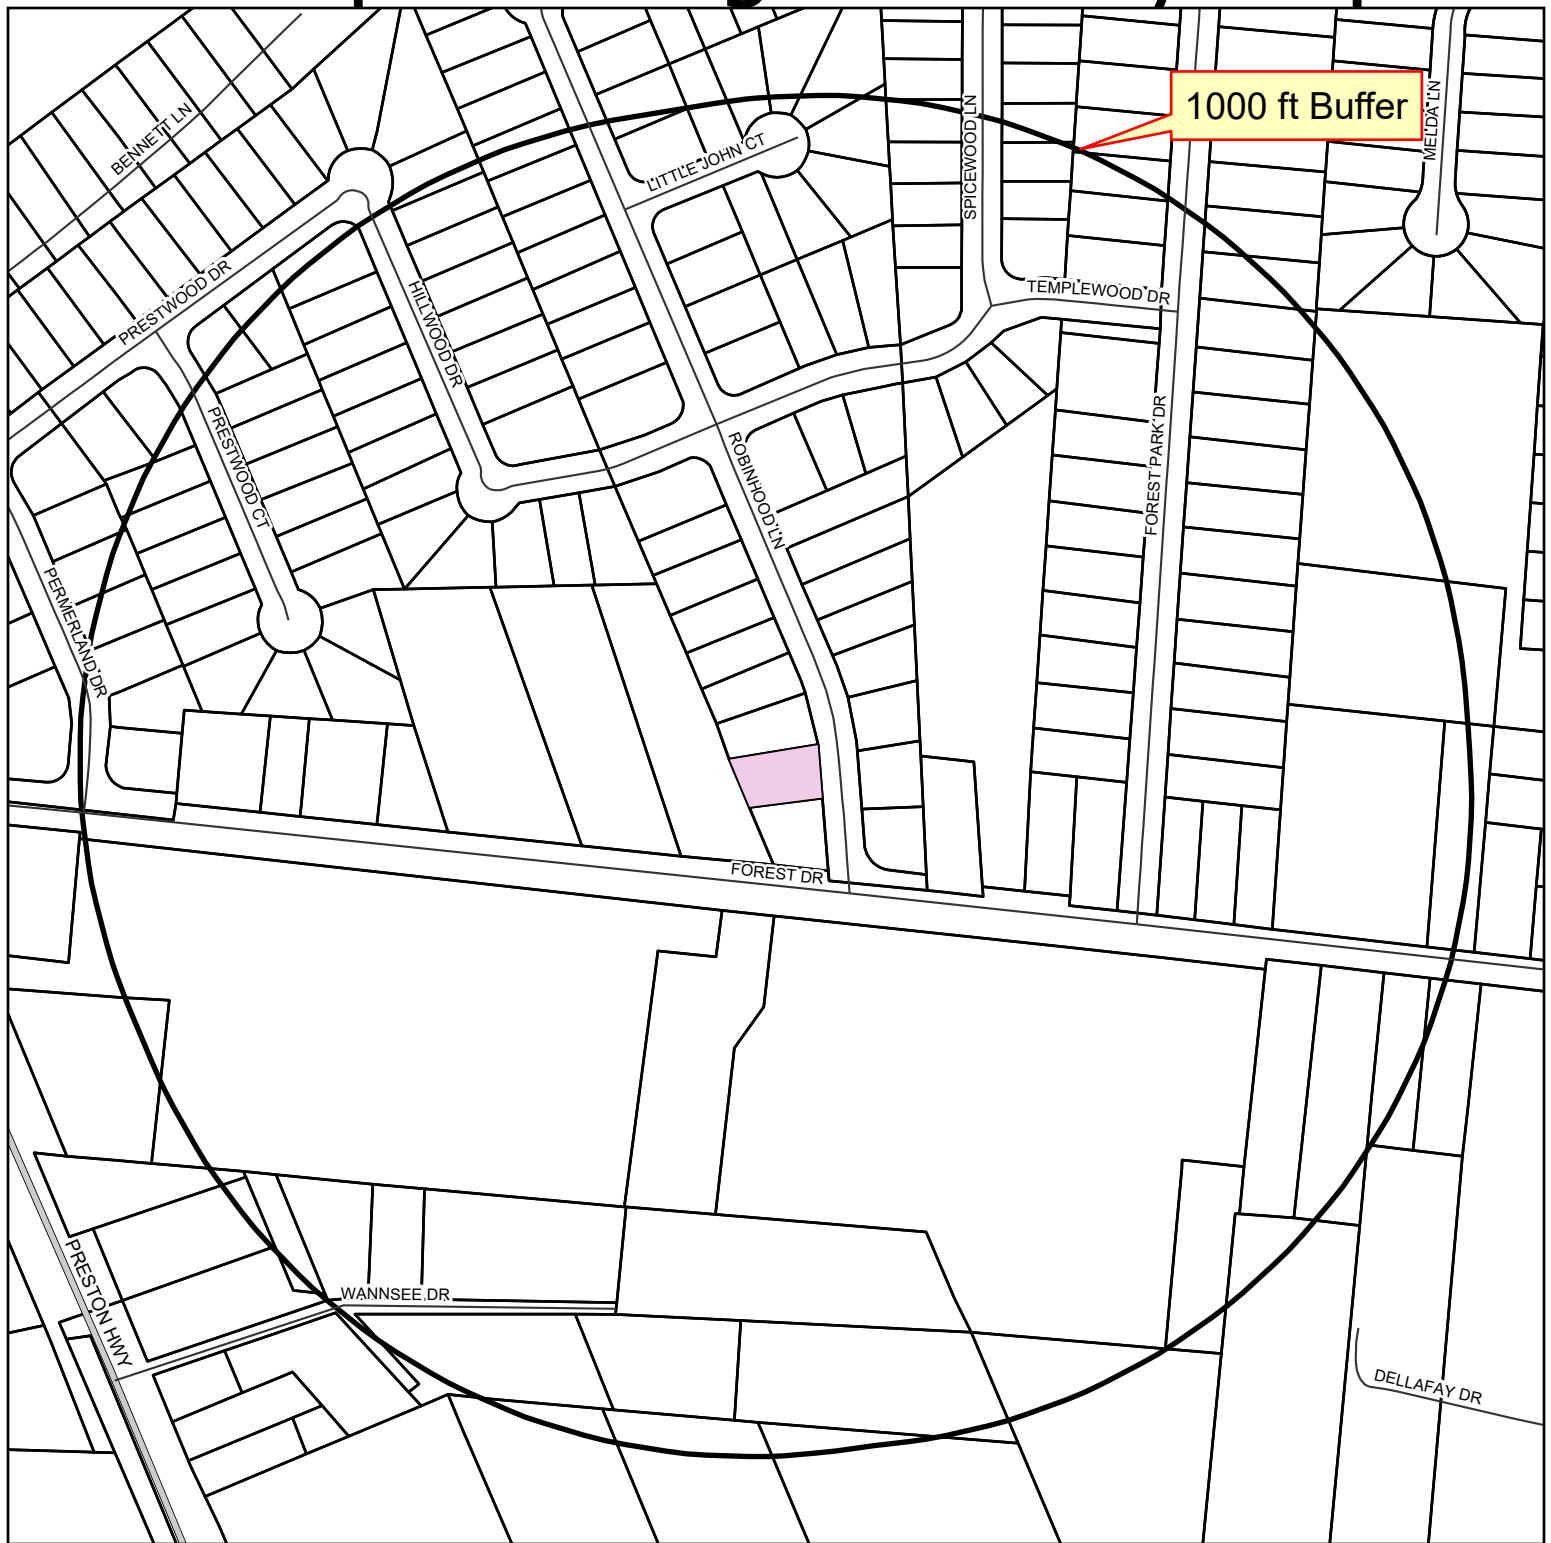 1000 ft Buffer
MELDA LN
BENNETT LN
SPICEWOOD LN
LITTLE JOHN CT
PRESTWOOD DR
HILLWOOD DR
TEMPLEWOOD DR
PRESTWOOD CT
ROBINHOOD LN
FOREST PARK DR
PERMERLAND DR
FOREST DR
PRESTON HWY
WANNSEE DR
DELLAFAY DR